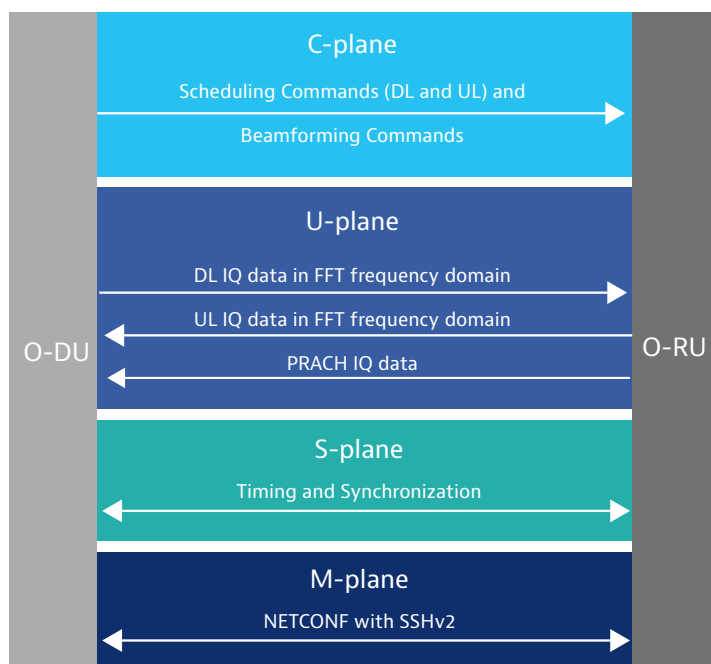 C-plane
Scheduling Commands (DL and UL) and
Beamforming Commands
U-plane
DL IQ data in FFT frequency domain
UL IQ data in FFT frequency domain
O-DU
O-RU
PRACH IQ data
S-plane
Timing and Synchronization
M-plane
NETCONF with SSHv2